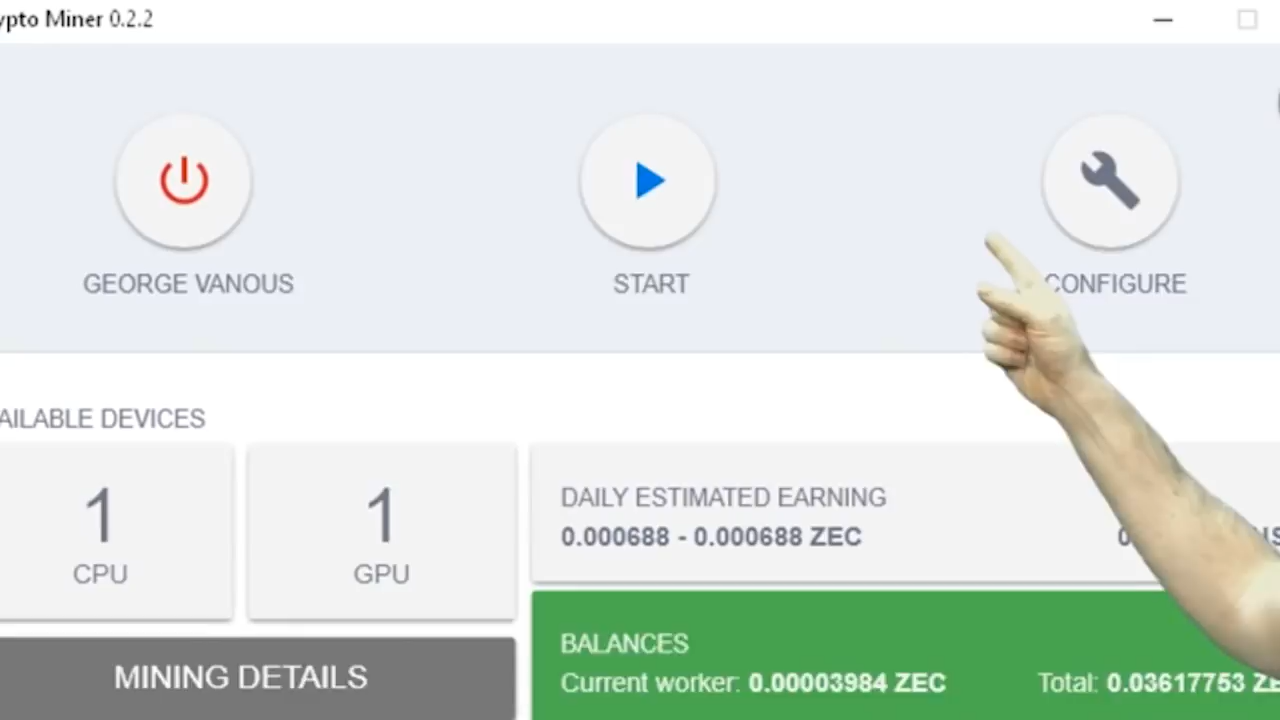 ypto Miner 0.2.2
GEORGE VANOUS
START
CONFIGURE
AILABLE DEVICES
1
CPU
1
GPU
DAILY ESTIMATED EARNING
0.000688 - 0.000688 ZEC
MINING DETAILS
BALANCES
Current worker: 0.00003984 ZEC
Total: 0.03617753 ZE